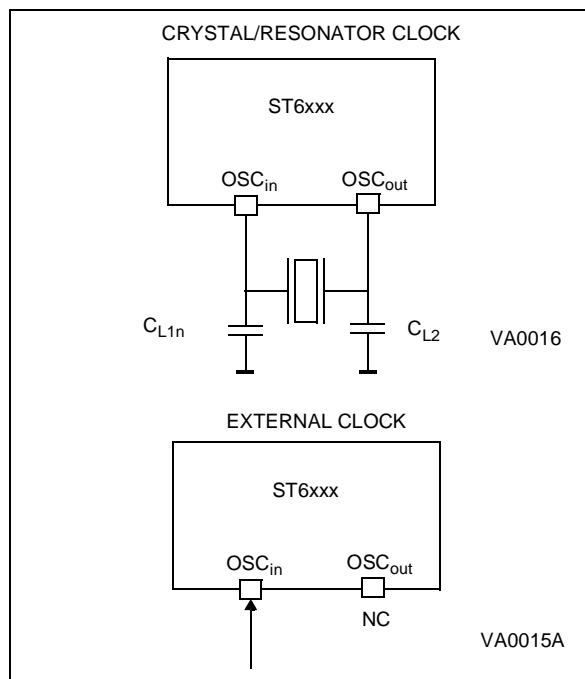 CRYSTAL/RESONATOR CLOCK
ST6xxx
OSCin OSCout
CL1n CL2 VA0016
EXTERNAL CLOCK
ST6xxx
OSCin OSCout
NC
VA0015A